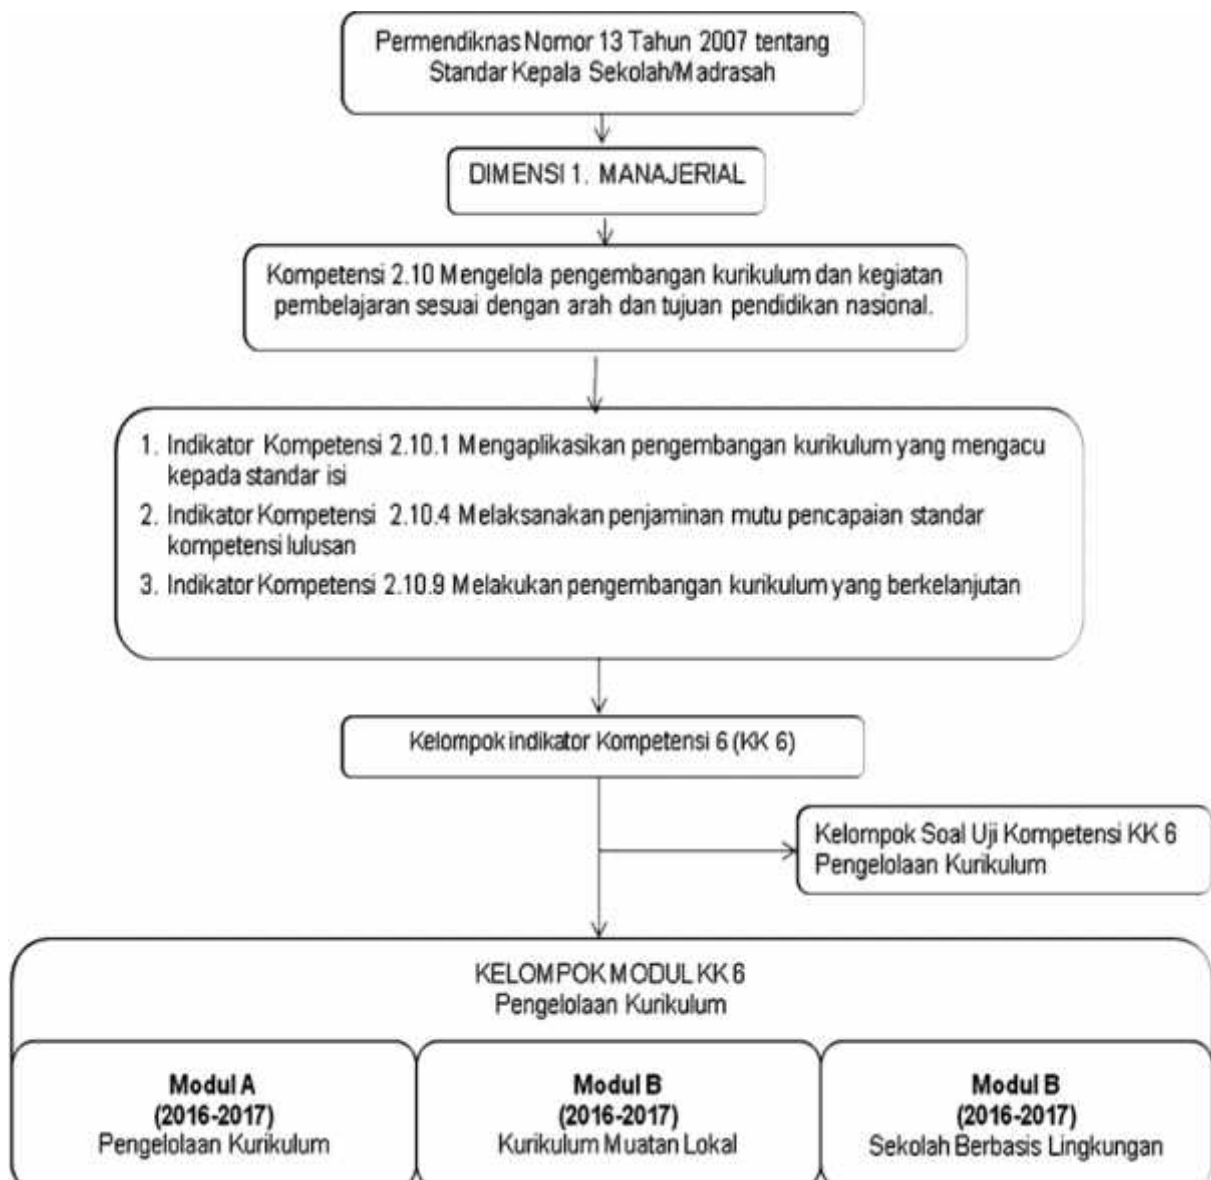 Permendiknas Nomor 13 Tahun 2007 tentang
Standar Kepala Sekolah/Madrasah
DIMENSI 1. MANAJERIAL
Kompetensi 2.10 Mengelola pengembangan kurikulum dan kegiatan
pembelajaran sesuai dengan arah dan tujuan pendidikan nasional.
1. Indikator Kompetensi 2.10.1 Mengaplikasikan pengembangan kurikulum yang mengacu
kepada standar isi
2. Indikator Kompetensi 2.10.4 Melaksanakan penjaminan mutu pencapaian standar
kompetensi lulusan
3. Indikator Kompetensi 2.10.9 Melakukan pengembangan kurikulum yang berkelanjutan
Kelompok indikator Kompetensi 6 (KK 6)
Kelompok Soal Uji Kompetensi KK 6
Pengelolaan Kurikulum
KELOMPOK MODUL KK 6
Pengelolaan Kurikulum
Modul A
(2016-2017)
Pengelolaan Kurikulum
Modul B
(2016-2017)
Kurikulum Muatan Lokal
Modul B
(2016-2017)
Sekolah Berbasis Lingkungan